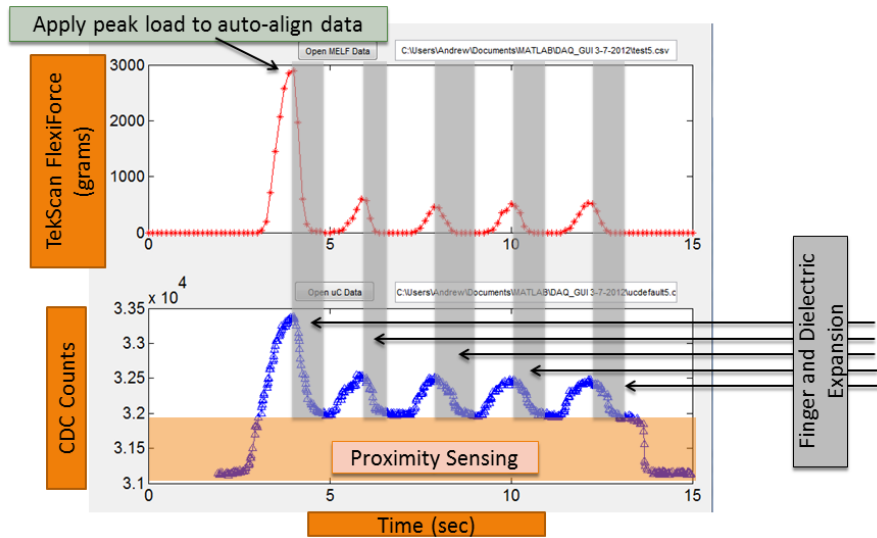 Apply peak load to auto-align data
Open MELF Data
C:\Users\Andrew\Documents\MATLAB\DAQ_GUI 3-7-2012\test5.csv
TekScan FlexiForce
(grams)
3000
2000
1000
0
0
5
10
15
Open uC Data
C:\Users\Andrew\Documents\MATLAB\DAQ_GUI 3-7-2012\ucdefault5.c
x 10^4
CDC Counts
3.35
3.3
3.25
3.2
3.15
3.1
0
5
10
15
Proximity Sensing
Time (sec)
Finger and Dielectric
Expansion